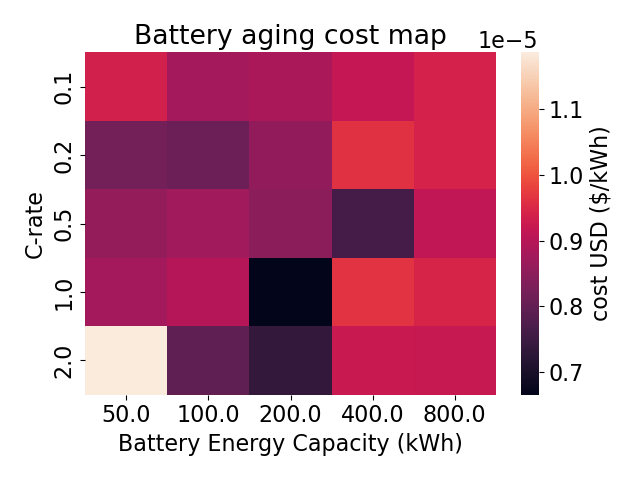 Battery aging cost map
1e−5
0.1
0.2
0.5
1.0
2.0
C-rate
50.0 100.0 200.0 400.0 800.0
Battery Energy Capacity (kWh)
1.1
1.0
0.9
0.8
0.7
cost USD ($/kWh)